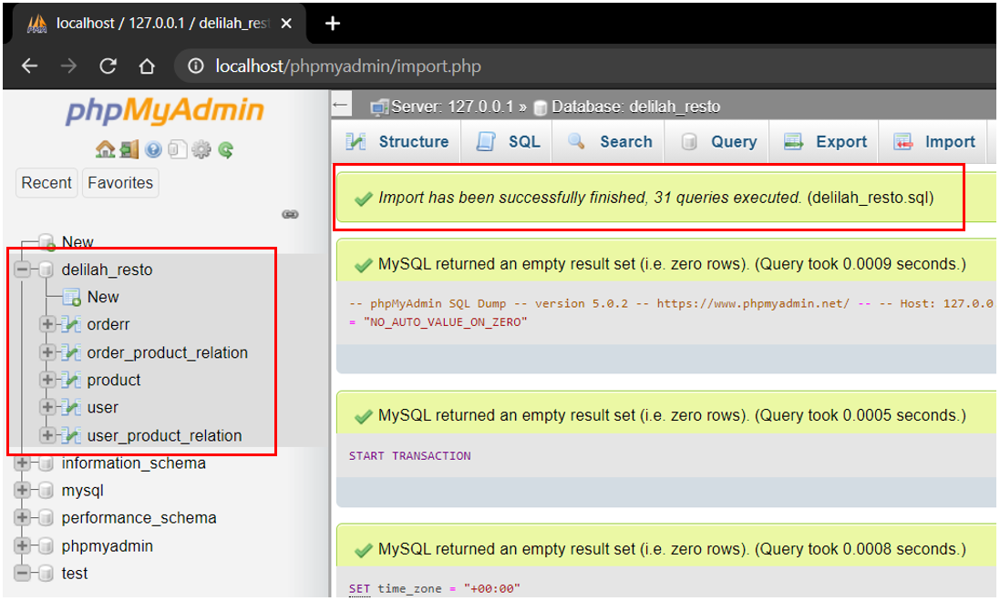 localhost / 127.0.0.1 / delilah_rest
localhost/phpmyadmin/import.php
phpMyAdmin
Recent
Favorites
New
delilah_resto
New
orderr
order_product_relation
product
user
user_product_relation
information_schema
mysql
performance_schema
phpmyadmin
test
Server: 127.0.0.1 » Database: delilah_resto
Structure SQL Search Query Export Import
Import has been successfully finished, 31 queries executed. (delilah_resto.sql)
MySQL returned an empty result set (i.e. zero rows). (Query took 0.0009 seconds.)
-- phpMyAdmin SQL Dump -- version 5.0.2 -- https://www.phpmyadmin.net/ -- -- Host: 127.0.0
= "NO_AUTO_VALUE_ON_ZERO"
MySQL returned an empty result set (i.e. zero rows). (Query took 0.0005 seconds.)
START TRANSACTION
MySQL returned an empty result set (i.e. zero rows). (Query took 0.0008 seconds.)
SET time_zone = "+00:00"